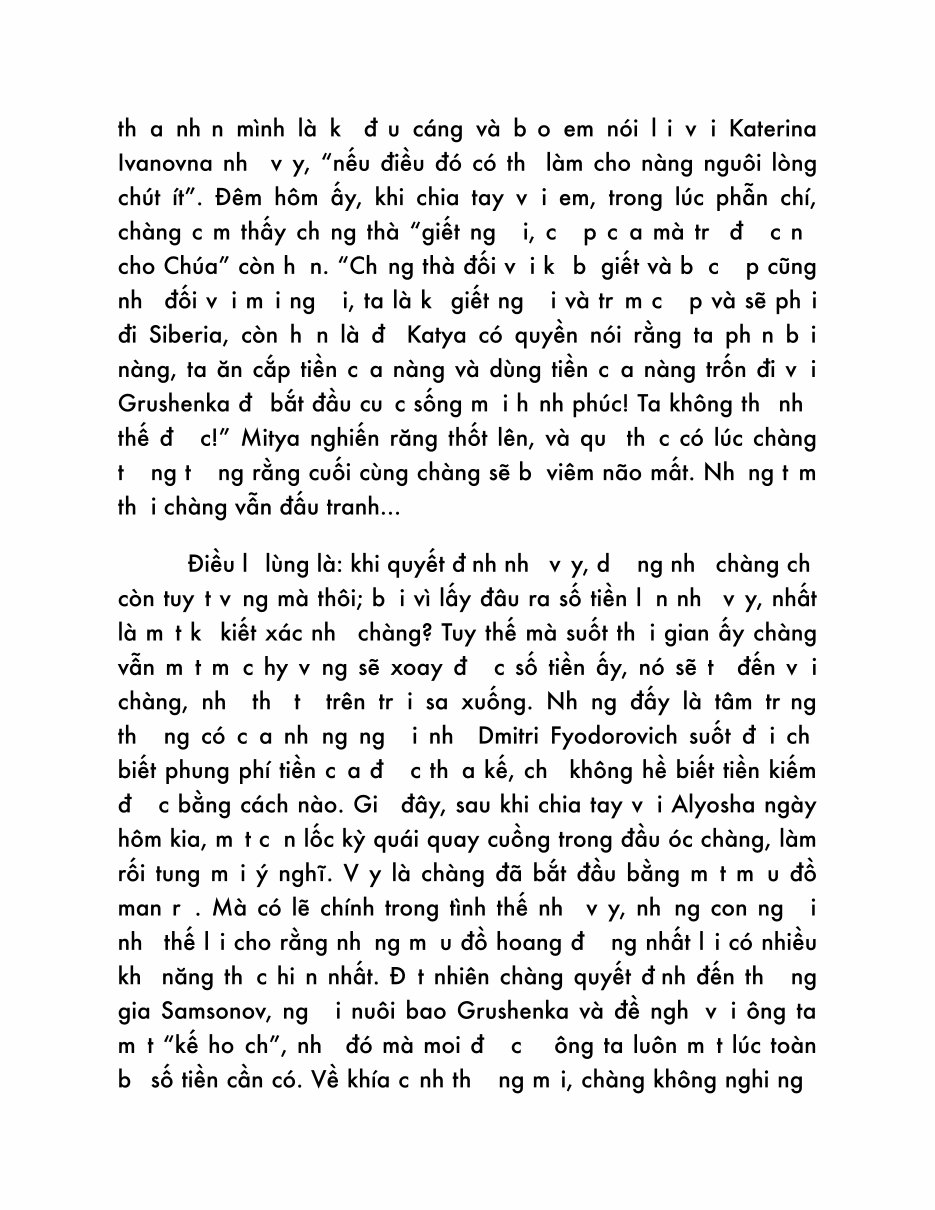 th a nh n mình là k đ u cáng và b o em nói l i v i Katerina
Ivanovna nh v y, “nếu điều đó có th làm cho nàng nguôi lòng
chút ít”. Đêm hôm ấy, khi chia tay v i em, trong lúc phẫn chí,
chàng c m thấy ch ng thà “giết ng i, c p c a mà tr đ c n
cho Chúa” còn h n. “Ch ng thà đối v i k b giết và b c p cũng
nh đối v i m i ng i, ta là k giết ng i và tr m c p và sẽ ph i
đi Siberia, còn h n là đ Katya có quyền nói rằng ta ph n b i
nàng, ta ăn cắp tiền c a nàng và dùng tiền c a nàng trốn đi v i
Grushenka đ bắt đầu cu c sống m i h nh phúc! Ta không th nh
thế đ c!” Mitya nghiến răng thốt lên, và qu th c có lúc chàng
t ng t ng rằng cuối cùng chàng sẽ b viêm não mất. Nh ng t m
th i chàng vẫn đấu tranh...
Điều l lùng là: khi quyết đ nh nh v y, d ng nh chàng ch
còn tuy t v ng mà thôi; b i vì lấy đâu ra số tiền l n nh v y, nhất
là m t k kiết xác nh chàng? Tuy thế mà suốt th i gian ấy chàng
vẫn m t m c hy v ng sẽ xoay đ c số tiền ấy, nó sẽ t đến v i
chàng, nh th t trên tr i sa xuống. Nh ng đấy là tâm tr ng
th ng có c a nh ng ng i nh Dmitri Fyodorovich suốt đ i ch
biết phung phí tiền c a đ c th a kế, ch không hề biết tiền kiếm
đ c bằng cách nào. Gi đây, sau khi chia tay v i Alyosha ngày
hôm kia, m t c n lốc kỳ quái quay cuồng trong đầu óc chàng, làm
rối tung m i ý nghĩ. V y là chàng đã bắt đầu bằng m t m u đồ
man r . Mà có lẽ chính trong tình thế nh v y, nh ng con ng i
nh thế l i cho rằng nh ng m u đồ hoang đ ng nhất l i có nhiều
kh năng th c hi n nhất. Đ t nhiên chàng quyết đ nh đến th ng
gia Samsonov, ng i nuôi bao Grushenka và đề ngh v i ông ta
m t “kế ho ch”, nh đó mà moi đ c ông ta luôn m t lúc toàn
b số tiền cần có. Về khía c nh th ng m i, chàng không nghi ng